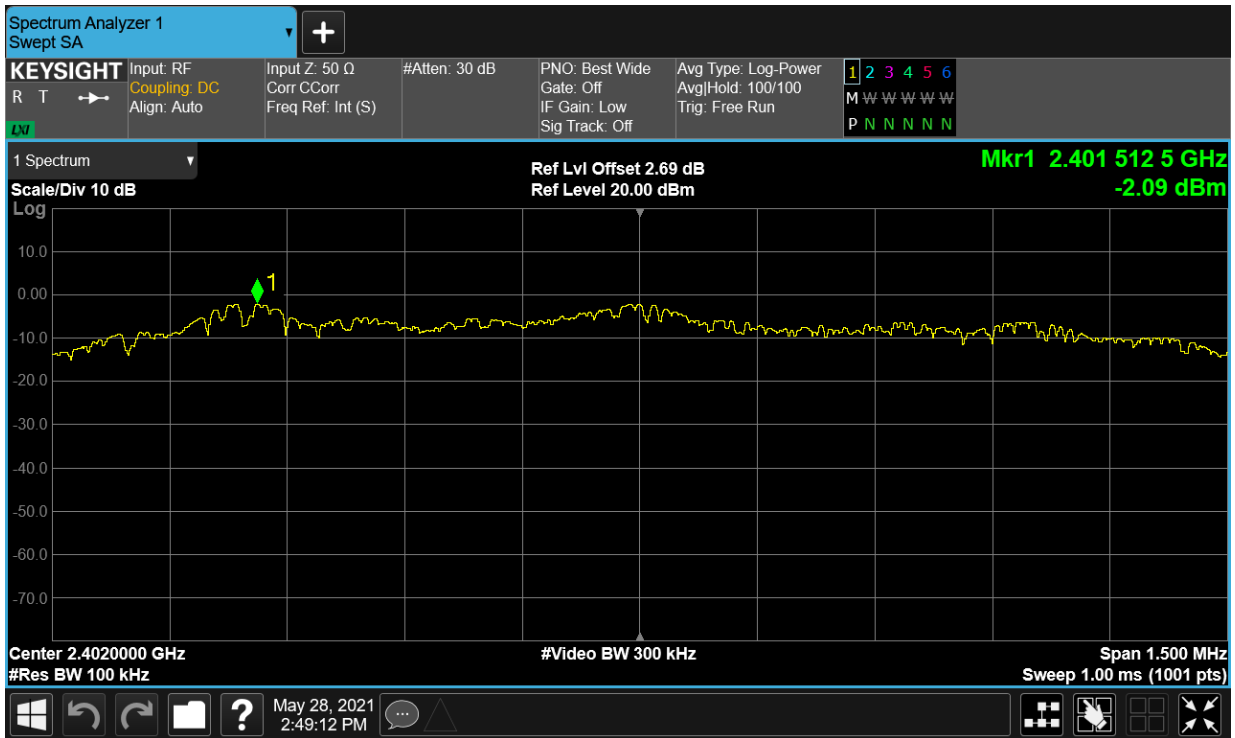 Spectrum Analyzer 1
Swept SA
KEYSIGHT
R T
LXI
Input: RF
Coupling: DC
Align: Auto
Input Z: 50 Ω
Corr CCorr
Freq Ref: Int (S)
#Atten: 30 dB
PNO: Best Wide
Gate: Off
IF Gain: Low
Sig Track: Off
Avg Type: Log-Power
Avg|Hold: 100/100
Trig: Free Run
1 2 3 4 5 6
M W W W W W
P N N N N N
1 Spectrum
Scale/Div 10 dB
Log
Ref Lvl Offset 2.69 dB
Ref Level 20.00 dBm
Mkr1 2.401 512 5 GHz
-2.09 dBm
10.0
0.00
-10.0
-20.0
-30.0
-40.0
-50.0
-60.0
-70.0
1
Center 2.4020000 GHz
#Res BW 100 kHz
#Video BW 300 kHz
Span 1.500 MHz
Sweep 1.00 ms (1001 pts)
?
May 28, 2021
2:49:12 PM